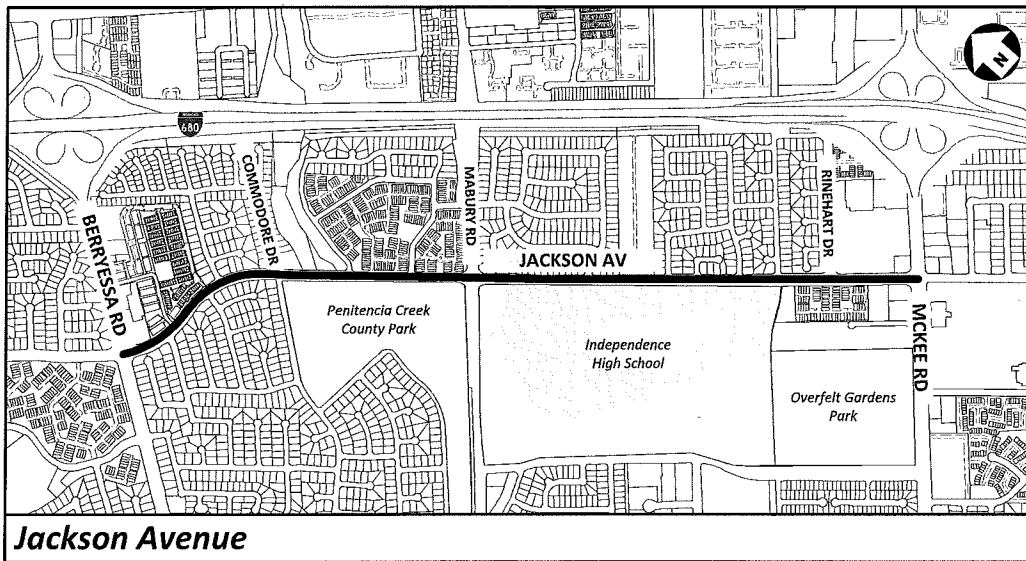 N
680
BERRYESSA RD
COMMODORE DR
MABURY RD
RINEHART DR
JACKSON AV
Penitencia Creek
County Park
Independence
High School
MCKEE RD
Overfelt Gardens
Park
Jackson Avenue